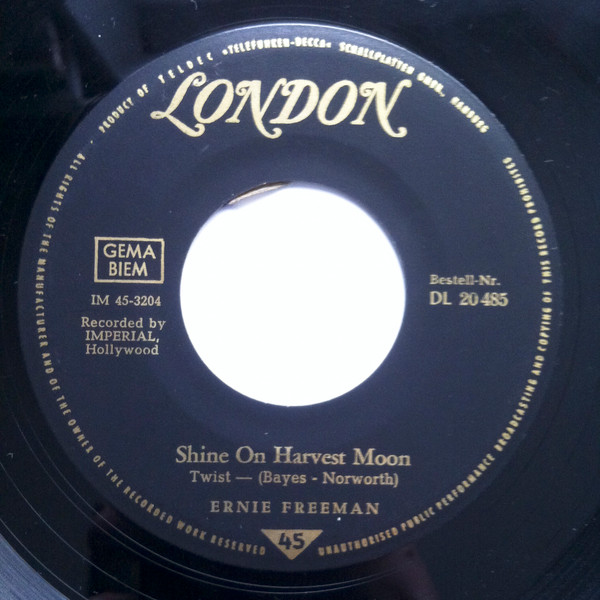 PRODUCT OF TELDEC »TELEFUNKEN-DECCA« SCHALLPLATTEN GMBH, HAMBURG
LONDON
GEMA
BIEM
IM 45-3204
Recorded by
IMPERIAL,
Hollywood
Bestell-Nr.
DL 20 485
Shine On Harvest Moon
Twist — (Bayes - Norworth)
ERNIE FREEMAN
45
ALL RIGHTS OF THE MANUFACTURER AND OF THE OWNER OF THE RECORDED WORK RESERVED
UNAUTHORISED PUBLIC PERFORMANCE BROADCASTING AND COPYING OF THIS RECORD PROHIBITED